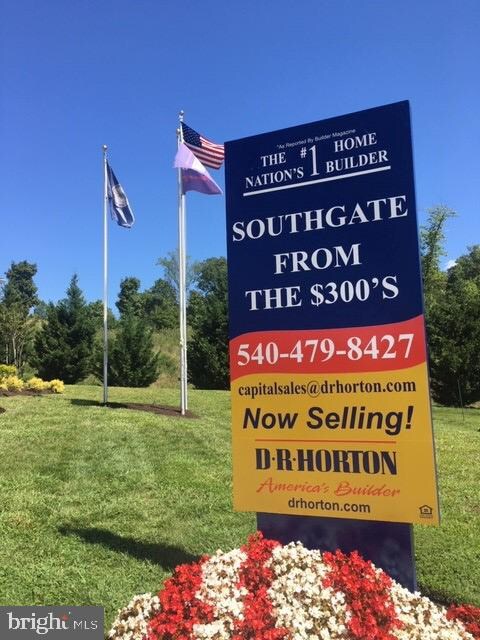 "As Reported By Builder Magazine
THE NATION'S #1 HOME BUILDER
SOUTHGATE
FROM
THE $300'S
540-479-8427
capitalsales@drhorton.com
Now Selling!
D·R·HORTON
America's Builder
drhorton.com
bright MLS